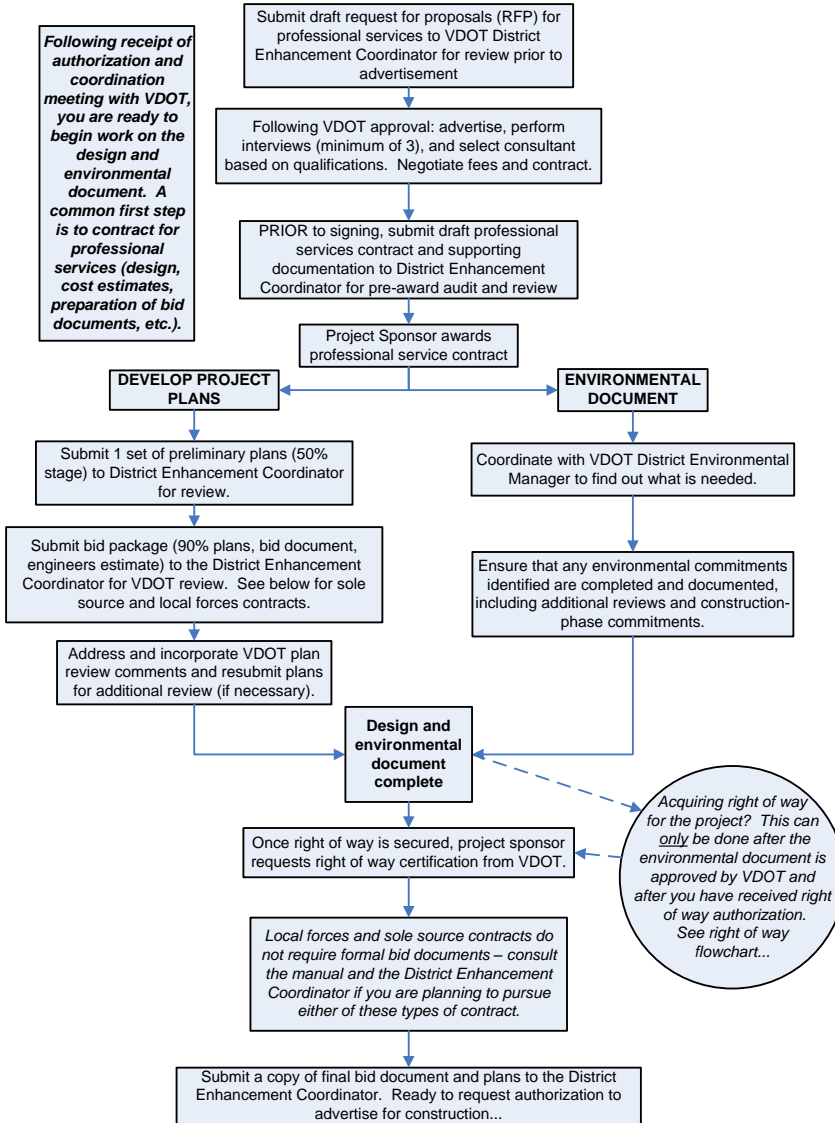 Following receipt of
authorization and
coordination
meeting with VDOT,
you are ready to
begin work on the
design and
environmental
document.  A
common first step
is to contract for
professional
services (design,
cost estimates,
preparation of bid
documents, etc.).
Submit draft request for proposals (RFP) for
professional services to VDOT District
Enhancement Coordinator for review prior to
advertisement
Following VDOT approval: advertise, perform
interviews (minimum of 3), and select consultant
based on qualifications.  Negotiate fees and contract.
PRIOR to signing, submit draft professional
services contract and supporting
documentation to District Enhancement
Coordinator for pre-award audit and review
Project Sponsor awards
professional service contract
DEVELOP PROJECT
PLANS
Submit 1 set of preliminary plans (50%
stage) to District Enhancement Coordinator
for review.
Submit bid package (90% plans, bid document,
engineers estimate) to the District Enhancement
Coordinator for VDOT review.  See below for sole
source and local forces contracts.
Address and incorporate VDOT plan
review comments and resubmit plans
for additional review (if necessary).
ENVIRONMENTAL
DOCUMENT
Coordinate with VDOT District Environmental
Manager to find out what is needed.
Ensure that any environmental commitments
identified are completed and documented,
including additional reviews and construction-
phase commitments.
Design and
environmental
document
complete
Acquiring right of way
for the project?  This can
only be done after the
environmental document is
approved by VDOT and
after you have received right
of way authorization.
See right of way
flowchart...
Once right of way is secured, project sponsor
requests right of way certification from VDOT.
Local forces and sole source contracts do
not require formal bid documents – consult
the manual and the District Enhancement
Coordinator if you are planning to pursue
either of these types of contract.
Submit a copy of final bid document and plans to the District
Enhancement Coordinator.  Ready to request authorization to
advertise for construction...